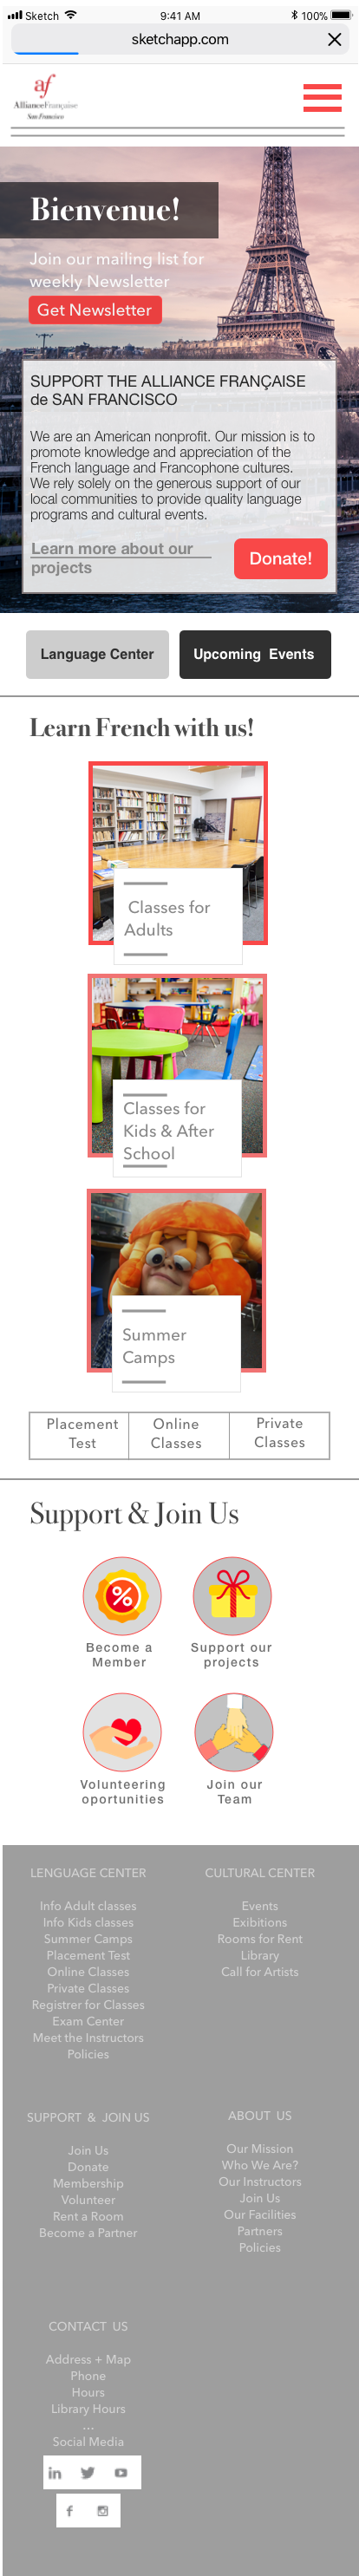 Sketch
9:41 AM
100%
sketchapp.com
af
AllianceFrançaise
San Francisco
Bienvenue!
Join our mailing list for
weekly Newsletter
Get Newsletter
SUPPORT THE ALLIANCE FRANÇAISE
de SAN FRANCISCO
We are an American nonprofit. Our mission is to
promote knowledge and appreciation of the
French language and Francophone cultures.
We rely solely on the generous support of our
local communities to provide quality language
programs and cultural events.
Learn more about our
projects
Donate!
Language Center
Upcoming Events
Learn French with us!
Classes for
Adults
Classes for
Kids & After
School
Summer
Camps
Placement
Test
Online
Classes
Private
Classes
Support & Join Us
%
Become a
Member
Support our
projects
Volunteering
oportunities
Join our
Team
LENGUAGE CENTER
Info Adult classes
Info Kids classes
Summer Camps
Placement Test
Online Classes
Private Classes
Registrer for Classes
Exam Center
Meet the Instructors
Policies
CULTURAL CENTER
Events
Exibitions
Rooms for Rent
Library
Call for Artists
SUPPORT & JOIN US
Join Us
Donate
Membership
Volunteer
Rent a Room
Become a Partner
ABOUT US
Our Mission
Who We Are?
Our Instructors
Join Us
Our Facilities
Partners
Policies
CONTACT US
Address + Map
Phone
Hours
Library Hours
...
Social Media
in
f